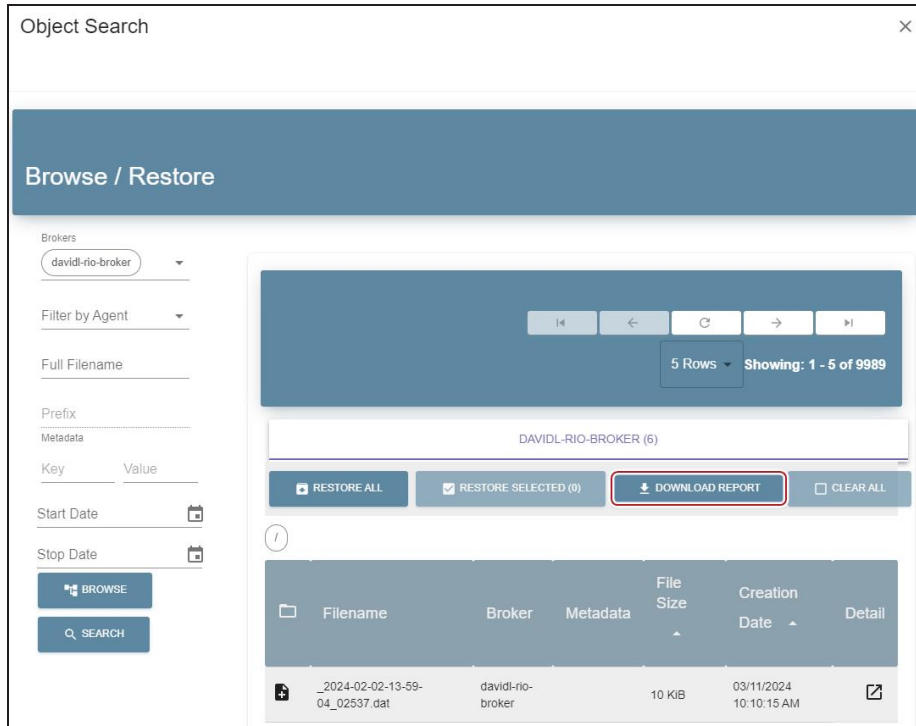 Object Search
Browse / Restore
Brokers
davidl-rio-broker
Filter by Agent
Full Filename
Prefix
Metadata
Key Value
Start Date
Stop Date
BROWSE
SEARCH
5 Rows Showing: 1 - 5 of 9989
DAVIDL-RIO-BROKER (6)
RESTORE ALL RESTORE SELECTED (0) DOWNLOAD REPORT CLEAR ALL
/
Filename Broker Metadata File Size Creation Date Detail
_2024-02-02-13-59-
04_02537.dat
davidl-rio-
broker
10 KiB
03/11/2024
10:10:15 AM